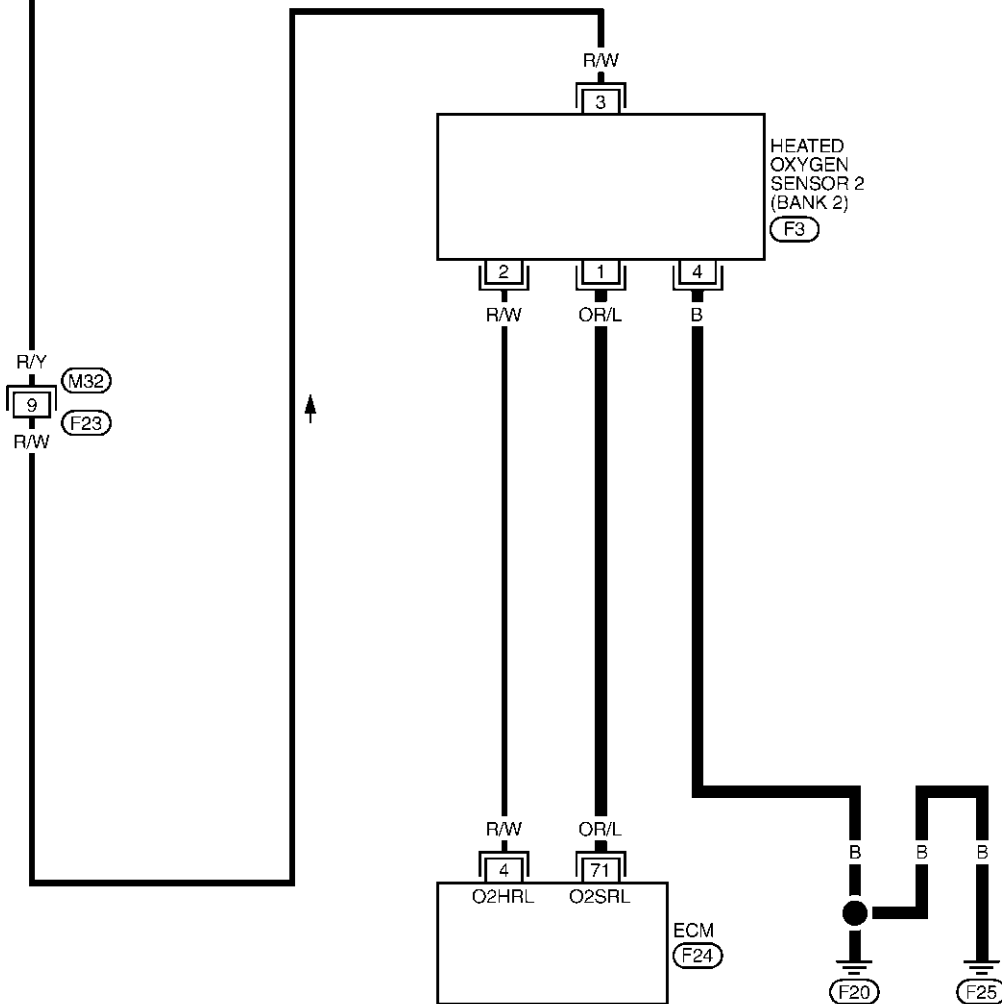 R/W
3
HEATED
OXYGEN
SENSOR 2
(BANK 2)
F3
2 1 4
R/W OR/L B
R/Y
M32
9
F23
R/W
R/W OR/L
B B B
4 71
O2HRL O2SRL
ECM
F24
F20 F25